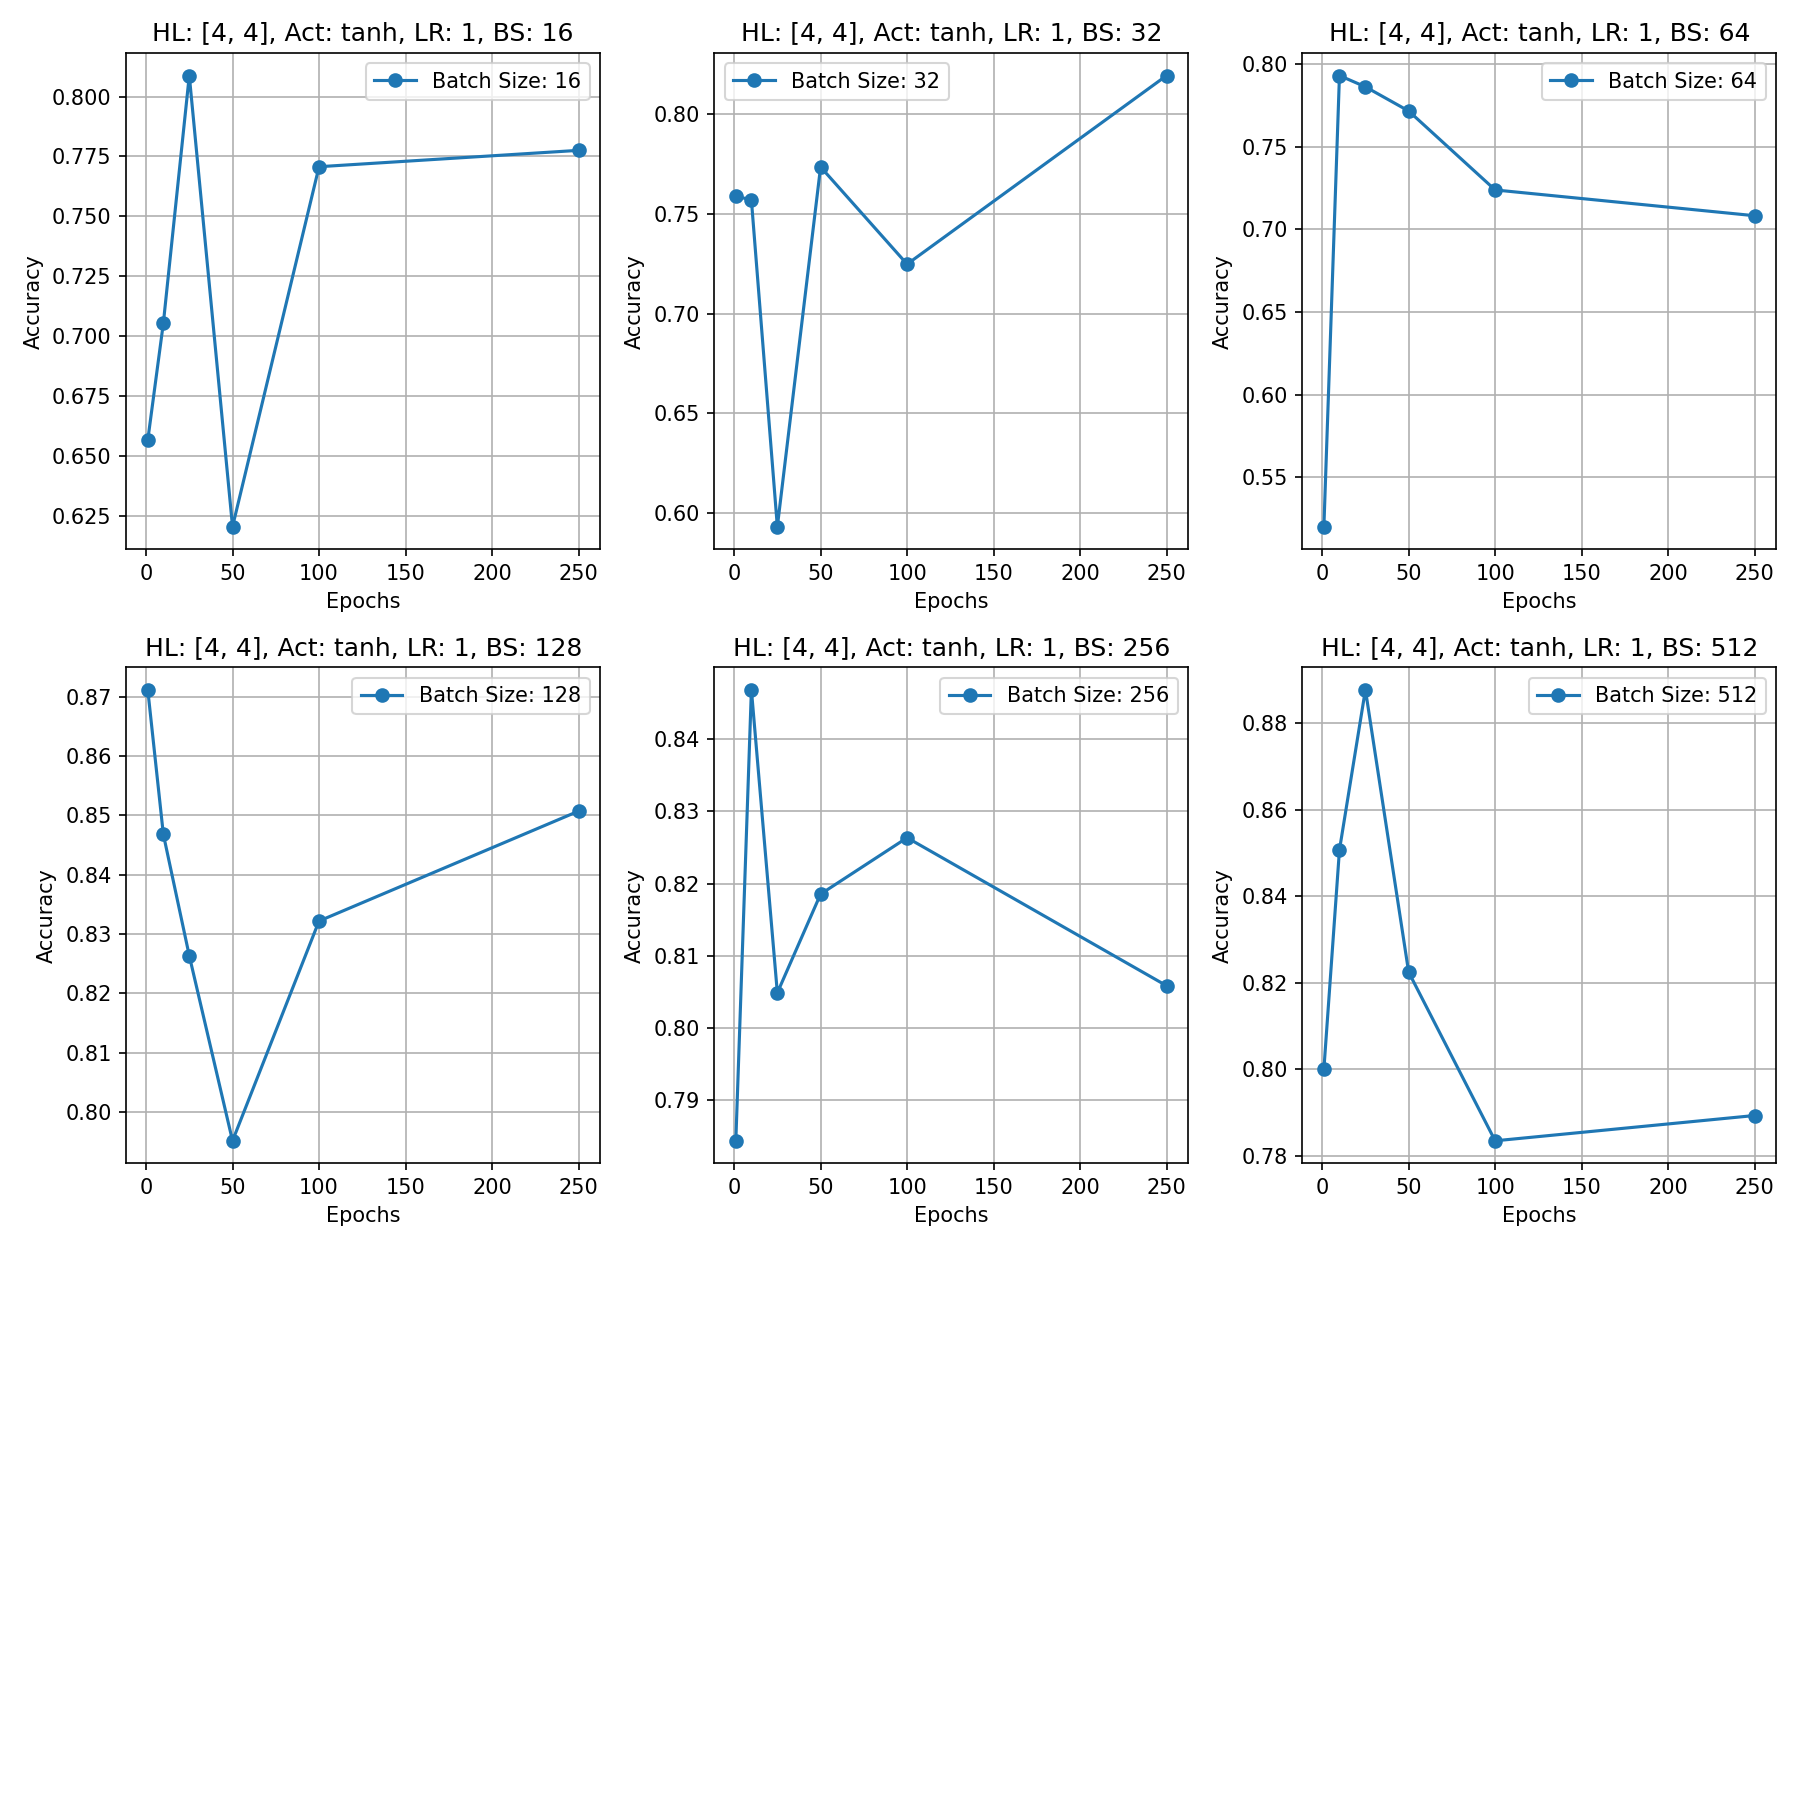 HL: [4, 4], Act: tanh, LR: 1, BS: 16
Batch Size: 16
Accuracy
0.800
0.775
0.750
0.725
0.700
0.675
0.650
0.625
0 50 100 150 200 250
Epochs
HL: [4, 4], Act: tanh, LR: 1, BS: 32
Batch Size: 32
Accuracy
0.80
0.75
0.70
0.65
0.60
0 50 100 150 200 250
Epochs
HL: [4, 4], Act: tanh, LR: 1, BS: 64
Batch Size: 64
Accuracy
0.80
0.75
0.70
0.65
0.60
0.55
0 50 100 150 200 250
Epochs
HL: [4, 4], Act: tanh, LR: 1, BS: 128
Batch Size: 128
Accuracy
0.87
0.86
0.85
0.84
0.83
0.82
0.81
0.80
0 50 100 150 200 250
Epochs
HL: [4, 4], Act: tanh, LR: 1, BS: 256
Batch Size: 256
Accuracy
0.84
0.83
0.82
0.81
0.80
0.79
0 50 100 150 200 250
Epochs
HL: [4, 4], Act: tanh, LR: 1, BS: 512
Batch Size: 512
Accuracy
0.88
0.86
0.84
0.82
0.80
0.78
0 50 100 150 200 250
Epochs